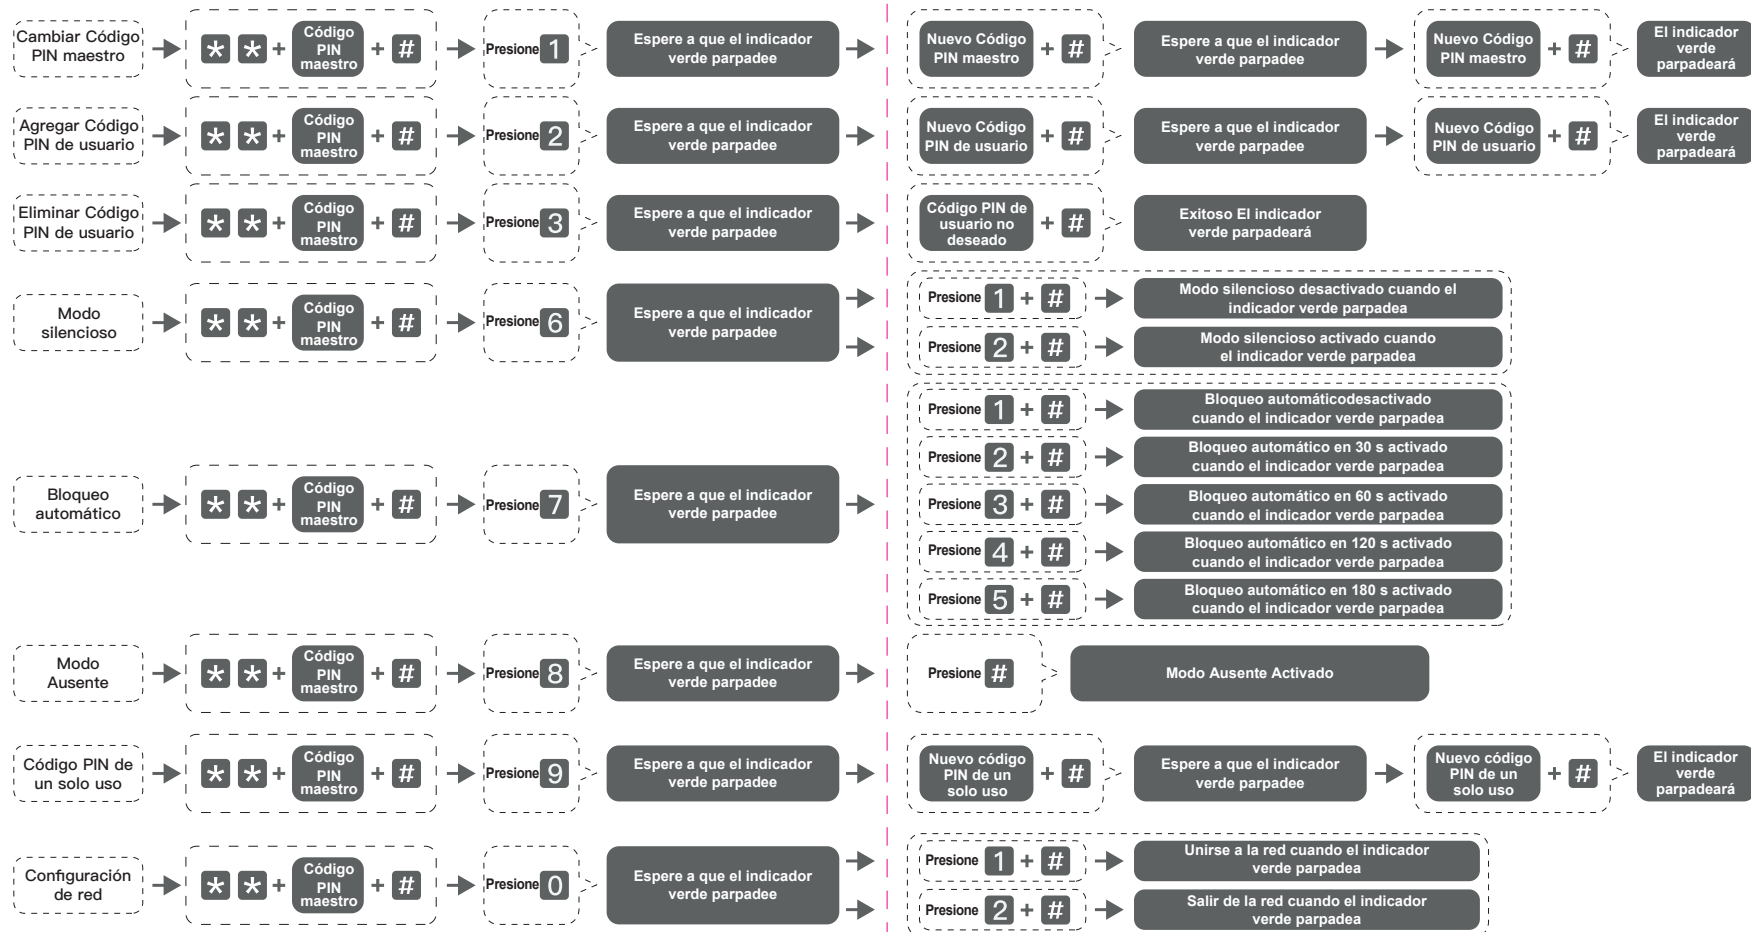 Cambiar Código
PIN maestro
* * + Código
PIN
maestro + #
Presione 1
Espere a que el indicador
verde parpadee
Nuevo Código
PIN maestro + #
Espere a que el indicador
verde parpadee
Nuevo Código
PIN maestro + #
El indicador
verde
parpadeará
Agregar Código
PIN de usuario
* * + Código
PIN
maestro + #
Presione 2
Espere a que el indicador
verde parpadee
Nuevo Código
PIN de usuario + #
Espere a que el indicador
verde parpadee
Nuevo Código
PIN de usuario + #
El indicador
verde
parpadeará
Eliminar Código
PIN de usuario
* * + Código
PIN
maestro + #
Presione 3
Espere a que el indicador
verde parpadee
Código PIN de
usuario no
deseado + #
Exitoso El indicador
verde parpadeará
Modo
silencioso
* * + Código
PIN
maestro + #
Presione 6
Espere a que el indicador
verde parpadee
Presione 1 + #
Modo silencioso desactivado cuando el
indicador verde parpadea
Presione 2 + #
Modo silencioso activado cuando
el indicador verde parpadea
Bloqueo
automático
* * + Código
PIN
maestro + #
Presione 7
Espere a que el indicador
verde parpadee
Presione 1 + #
Bloqueo automáticodesactivado
cuando el indicador verde parpadea
Presione 2 + #
Bloqueo automático en 30 s activado
cuando el indicador verde parpadea
Presione 3 + #
Bloqueo automático en 60 s activado
cuando el indicador verde parpadea
Presione 4 + #
Bloqueo automático en 120 s activado
cuando el indicador verde parpadea
Presione 5 + #
Bloqueo automático en 180 s activado
cuando el indicador verde parpadea
Modo
Ausente
* * + Código
PIN
maestro + #
Presione 8
Espere a que el indicador
verde parpadee
Presione #
Modo Ausente Activado
Código PIN de
un solo uso
* * + Código
PIN
maestro + #
Presione 9
Espere a que el indicador
verde parpadee
Nuevo código
PIN de un
solo uso + #
Espere a que el indicador
verde parpadee
Nuevo código
PIN de un
solo uso + #
El indicador
verde
parpadeará
Configuración
de red
* * + Código
PIN
maestro + #
Presione 0
Espere a que el indicador
verde parpadee
Presione 1 + #
Unirse a la red cuando el indicador
verde parpadea
Presione 2 + #
Salir de la red cuando el indicador
verde parpadea